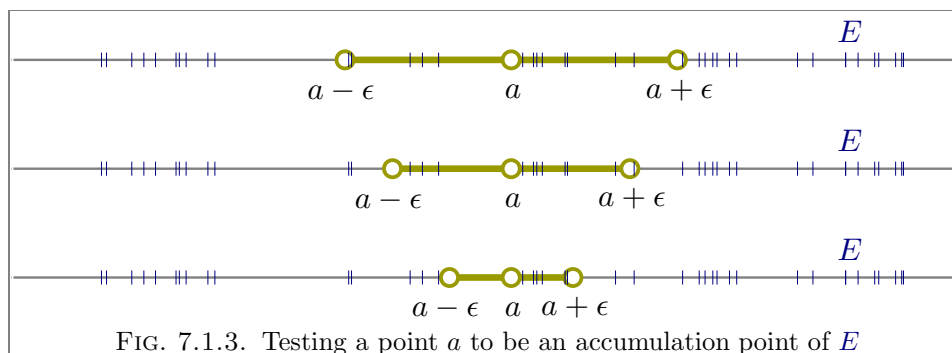 E
a − ϵ a a + ϵ
E
a − ϵ a a + ϵ
E
a − ϵ a a + ϵ
FIG. 7.1.3. Testing a point a to be an accumulation point of E